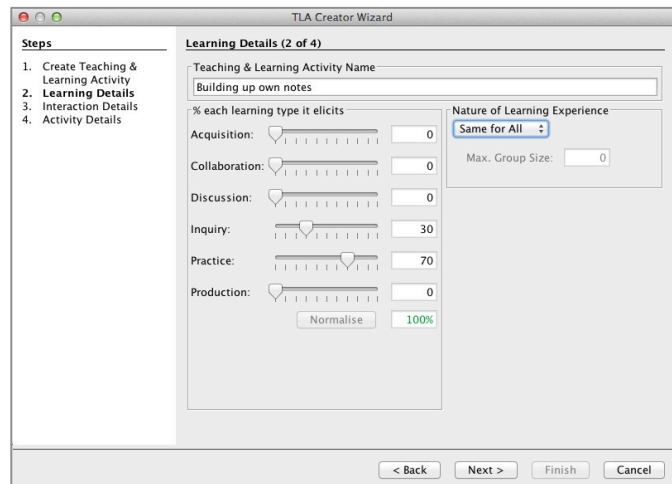 TLA Creator Wizard
Steps
1. Create Teaching &
Learning Activity
2. Learning Details
3. Interaction Details
4. Activity Details
Learning Details (2 of 4)
Teaching & Learning Activity Name
Building up own notes
% each learning type it elicits
Acquisition: 0
Collaboration: 0
Discussion: 0
Inquiry: 30
Practice: 70
Production: 0
Normalise 100%
Nature of Learning Experience
Same for All
Max. Group Size: 0
< Back Next > Finish Cancel